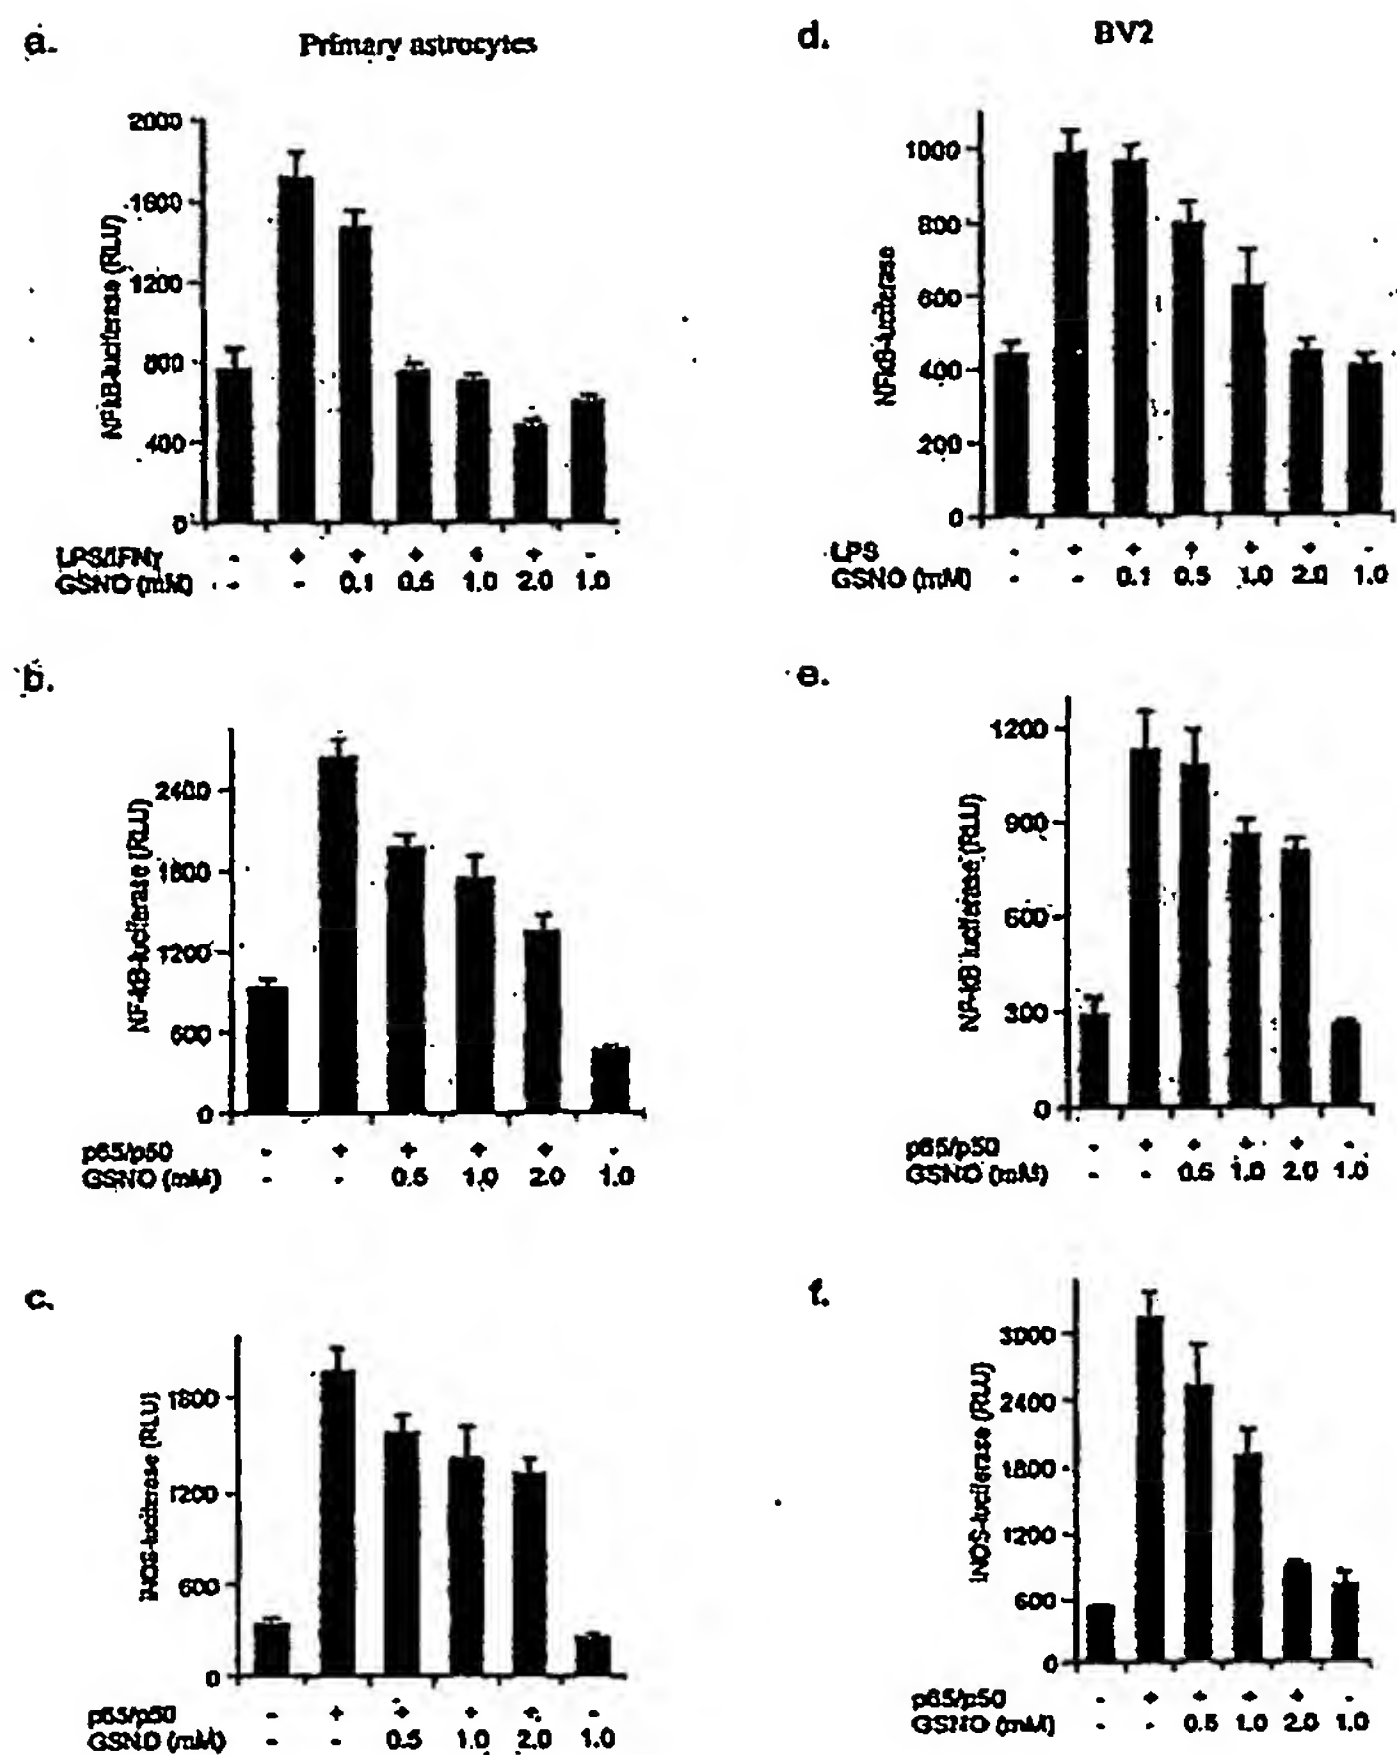 a.
Primary astrocytes
2000
1600
1200
800
400
0
NFkB-luciferase (RLU)
LPS/IFNγ - + + + + + -
GSNO (mM) - - 0.1 0.5 1.0 2.0 1.0
b.
2400
1800
1200
600
0
NF-kB-luciferase (RLU)
p65/p50 - + + + + -
GSNO (mM) - - 0.5 1.0 2.0 1.0
c.
1800
1200
600
0
iNOS-luciferase (RLU)
p65/p50 - + + + + -
GSNO (mM) - - 0.5 1.0 2.0 1.0
d.
BV2
1000
800
600
400
200
0
NFkB-luciferase
LPS - + + + + + -
GSNO (mM) - - 0.1 0.5 1.0 2.0 1.0
e.
1200
900
600
300
0
NF-kB luciferase (RLU)
p65/p50 - + + + + -
GSNO (mM) - - 0.5 1.0 2.0 1.0
f.
3000
2400
1800
1200
600
0
iNOS-luciferase (RLU)
p65/p50 - + + + + -
GSNO (mM) - - 0.5 1.0 2.0 1.0